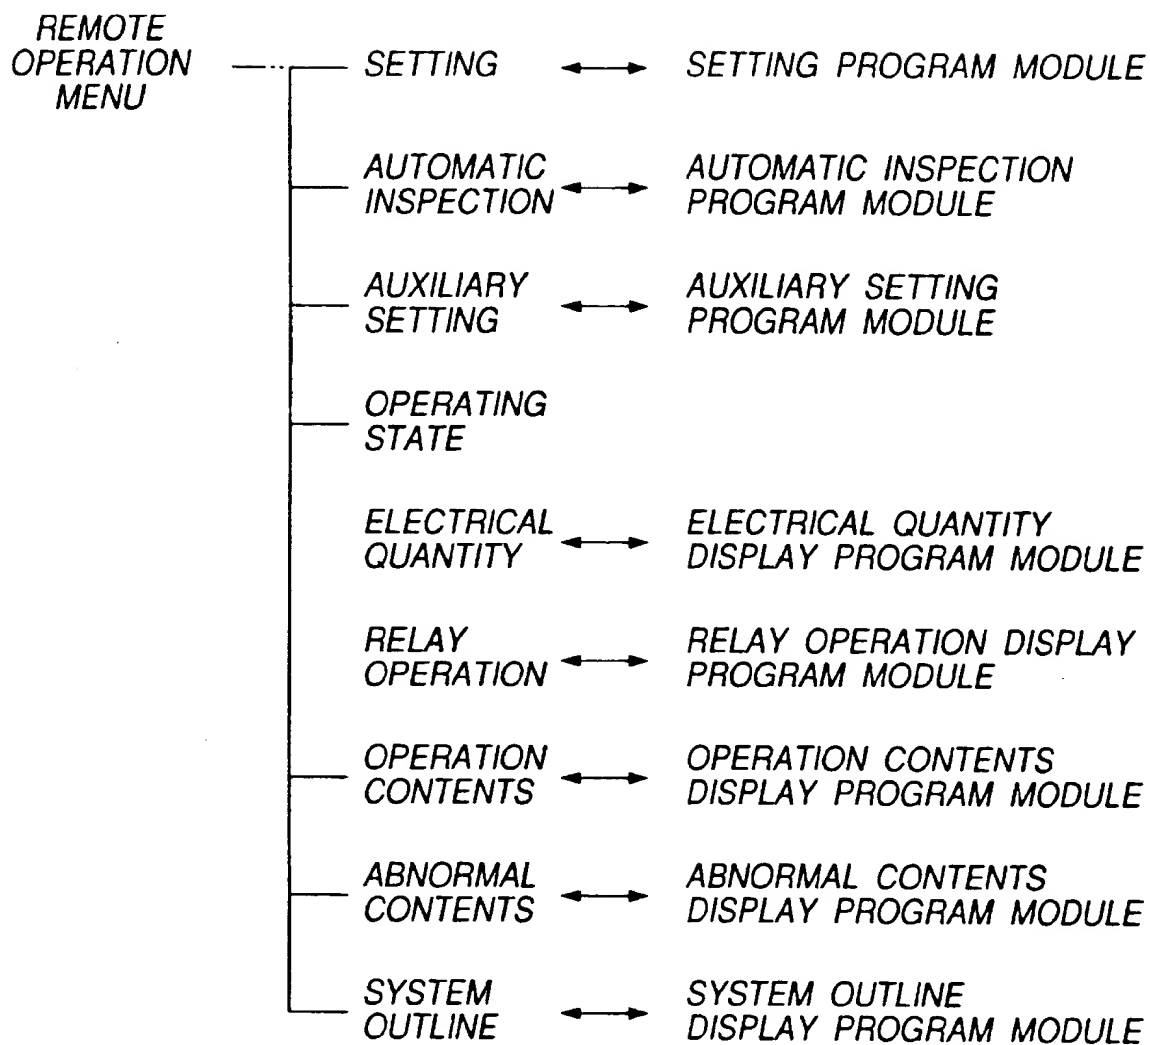 REMOTE
OPERATION
MENU
SETTING
SETTING PROGRAM MODULE
AUTOMATIC
INSPECTION
AUTOMATIC INSPECTION
PROGRAM MODULE
AUXILIARY
SETTING
AUXILIARY SETTING
PROGRAM MODULE
OPERATING
STATE
ELECTRICAL
QUANTITY
ELECTRICAL QUANTITY
DISPLAY PROGRAM MODULE
RELAY
OPERATION
RELAY OPERATION DISPLAY
PROGRAM MODULE
OPERATION
CONTENTS
OPERATION CONTENTS
DISPLAY PROGRAM MODULE
ABNORMAL
CONTENTS
ABNORMAL CONTENTS
DISPLAY PROGRAM MODULE
SYSTEM
OUTLINE
SYSTEM OUTLINE
DISPLAY PROGRAM MODULE